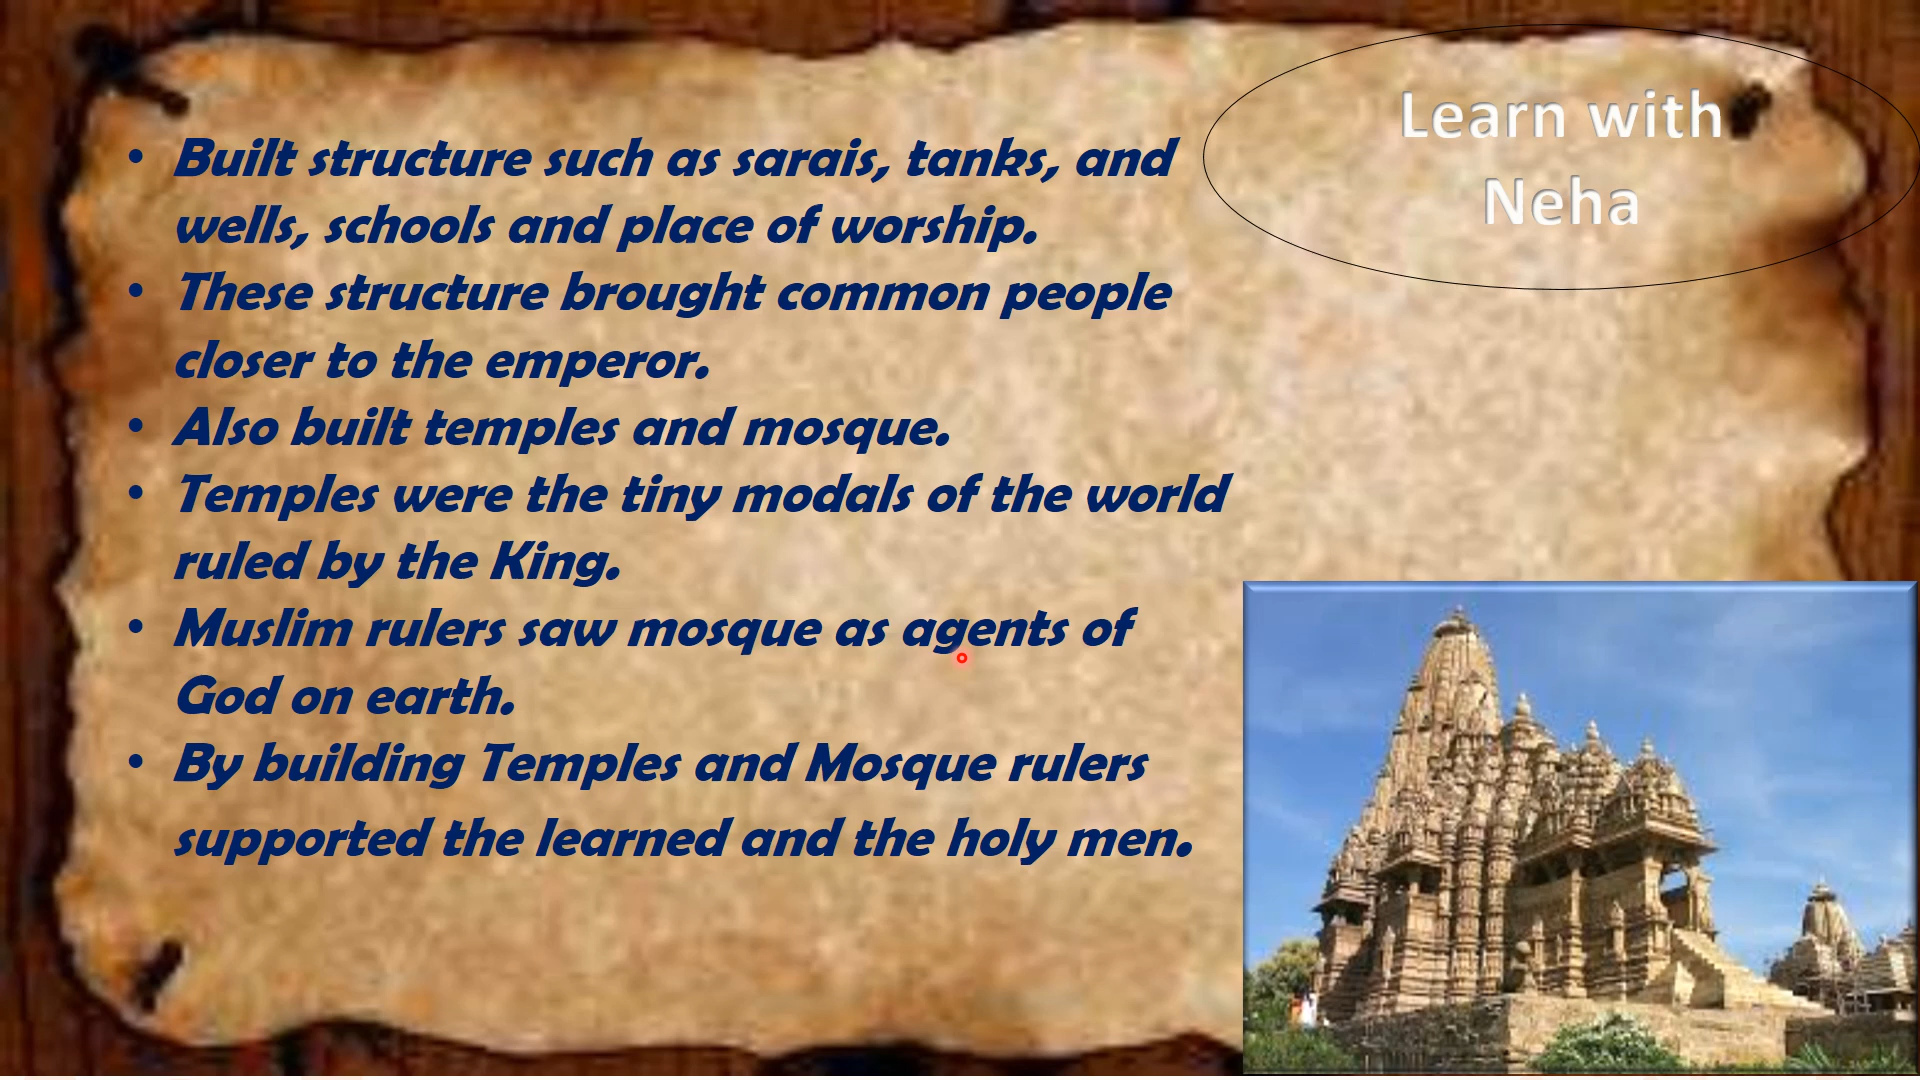 • Built structure such as sarais, tanks, and
wells, schools and place of worship.
• These structure brought common people
closer to the emperor.
• Also built temples and mosque.
• Temples were the tiny modals of the world
ruled by the King.
• Muslim rulers saw mosque as agents of
God on earth.
• By building Temples and Mosque rulers
supported the learned and the holy men.
Learn with
Neha